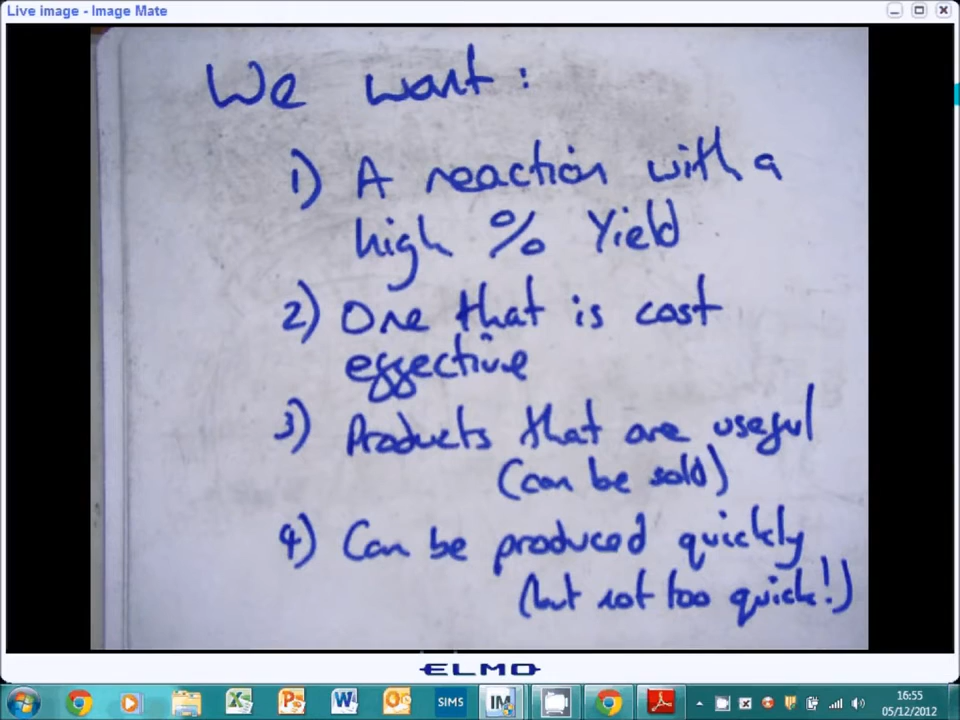 Live image - Image Mate
We want:
1) A reaction with a
high % Yield
2) One that is cost
effective
3) Products that are useful
(can be sold)
4) Can be produced quickly
(but not too quick!)
ELMO
SIMS
IM
16:55
05/12/2012